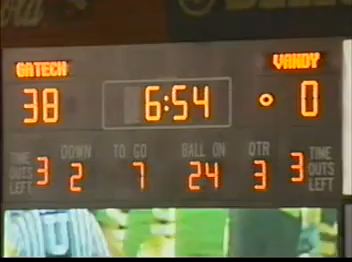 GATECH VANDY
38 6:54 0
DOWN TO GO BALL ON QTR
TIME OUTS LEFT 3 2 7 24 3 3 TIME OUTS LEFT